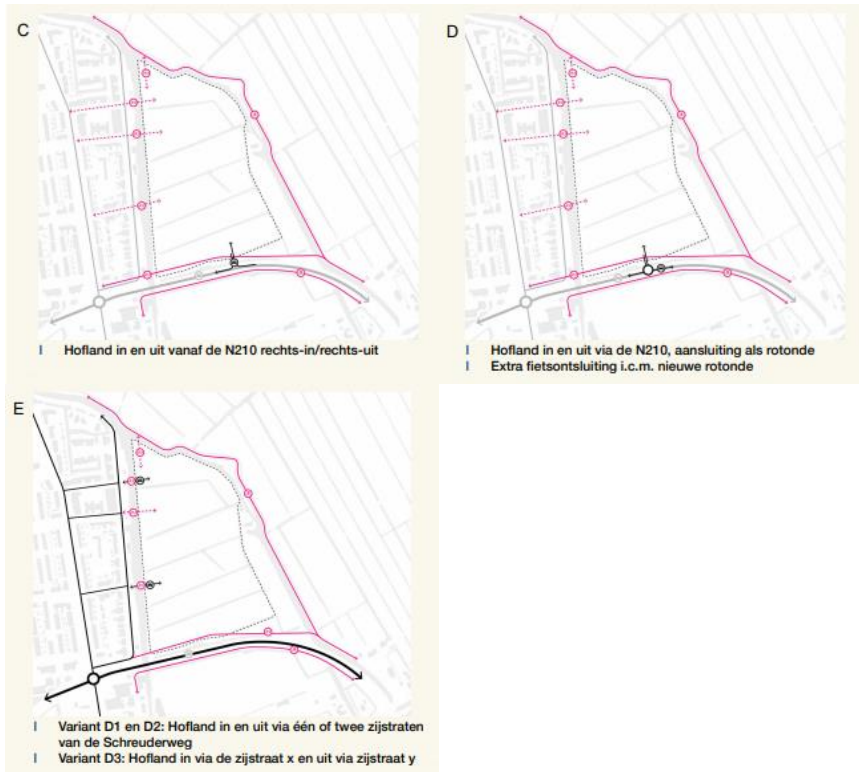 C
D
Hofland in en uit vanaf de N210 rechts-in/rechts-uit
Hofland in en uit via de N210, aansluiting als rotonde
Extra fietsontsluiting i.c.m. nieuwe rotonde
E
Variant D1 en D2: Hofland in en uit via één of twee zijstraten
van de Schreuderweg
Variant D3: Hofland in via de zijstraat x en uit via zijstraat y